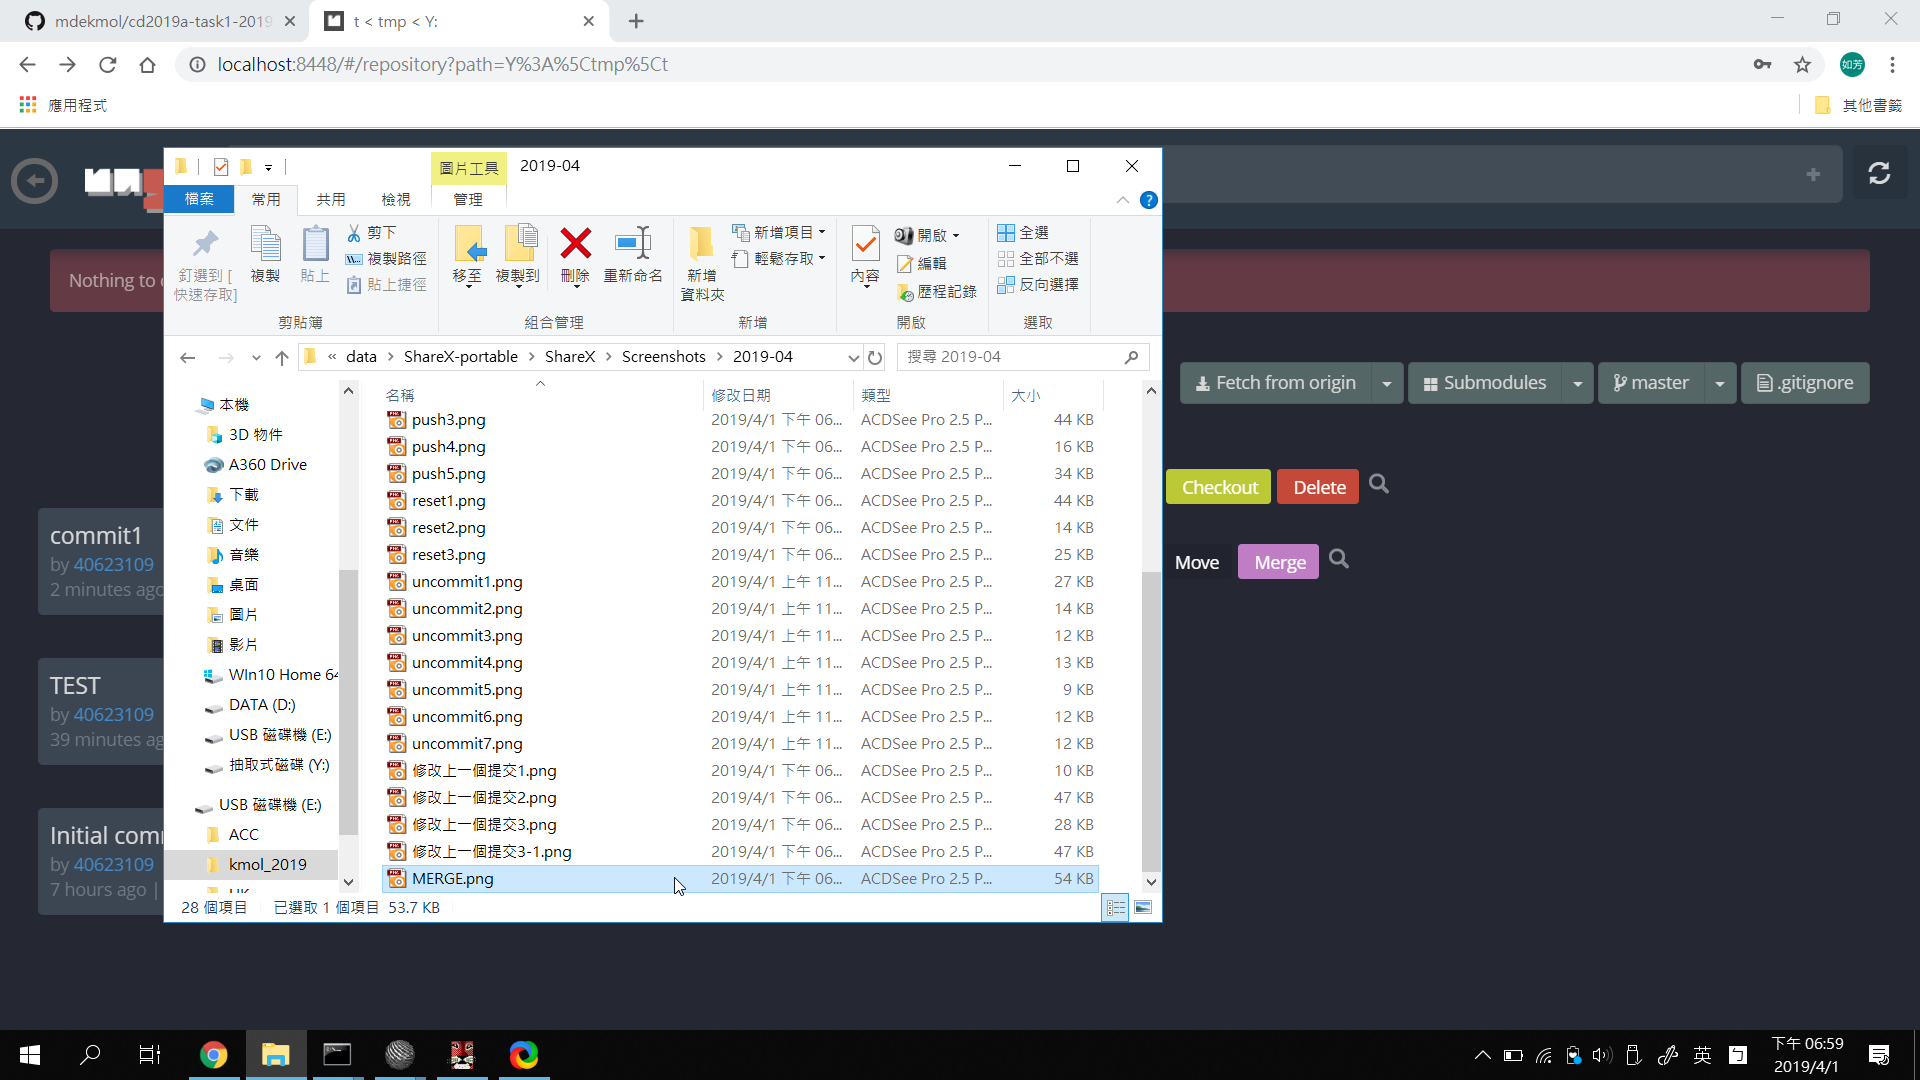 mdekmol/cd2019a-task1-2019
t < tmp < Y:
localhost:8448/#/repository?path=Y%3A%5Ctmp%5Ct
如芳
應用程式
其他書籤
圖片工具
2019-04
檔案
常用
共用
檢視
管理
釘選到 [
快速存取]
複製
貼上
剪下
複製路徑
貼上捷徑
剪貼簿
移至
複製到
刪除
重新命名
組合管理
新增
資料夾
新增項目
輕鬆存取
新增
內容
開啟
編輯
歷程記錄
開啟
全選
全部不選
反向選擇
選取
Nothing to
« data > ShareX-portable > ShareX > Screenshots > 2019-04
搜尋 2019-04
Fetch from origin
Submodules
master
.gitignore
Checkout
Delete
Move
Merge
commit1
by 40623109
2 minutes ago
TEST
by 40623109
39 minutes ag
Initial com
by 40623109
7 hours ago |
本機
3D 物件
A360 Drive
下載
文件
音樂
桌面
圖片
影片
WIn10 Home 64
DATA (D:)
USB 磁碟機 (E:)
抽取式磁碟 (Y:)
USB 磁碟機 (E:)
ACC
kmol_2019
名稱 修改日期 類型 大小
push3.png 2019/4/1 下午 06... ACDSee Pro 2.5 P... 44 KB
push4.png 2019/4/1 下午 06... ACDSee Pro 2.5 P... 16 KB
push5.png 2019/4/1 下午 06... ACDSee Pro 2.5 P... 34 KB
reset1.png 2019/4/1 下午 06... ACDSee Pro 2.5 P... 44 KB
reset2.png 2019/4/1 下午 06... ACDSee Pro 2.5 P... 14 KB
reset3.png 2019/4/1 下午 06... ACDSee Pro 2.5 P... 25 KB
uncommit1.png 2019/4/1 上午 11... ACDSee Pro 2.5 P... 27 KB
uncommit2.png 2019/4/1 上午 11... ACDSee Pro 2.5 P... 14 KB
uncommit3.png 2019/4/1 上午 11... ACDSee Pro 2.5 P... 12 KB
uncommit4.png 2019/4/1 上午 11... ACDSee Pro 2.5 P... 13 KB
uncommit5.png 2019/4/1 上午 11... ACDSee Pro 2.5 P... 9 KB
uncommit6.png 2019/4/1 上午 11... ACDSee Pro 2.5 P... 12 KB
uncommit7.png 2019/4/1 上午 11... ACDSee Pro 2.5 P... 12 KB
修改上一個提交1.png 2019/4/1 下午 06... ACDSee Pro 2.5 P... 10 KB
修改上一個提交2.png 2019/4/1 下午 06... ACDSee Pro 2.5 P... 47 KB
修改上一個提交3.png 2019/4/1 下午 06... ACDSee Pro 2.5 P... 28 KB
修改上一個提交3-1.png 2019/4/1 下午 06... ACDSee Pro 2.5 P... 47 KB
MERGE.png 2019/4/1 下午 06... ACDSee Pro 2.5 P... 54 KB
28 個項目 已選取 1 個項目 53.7 KB
英
下午 06:59
2019/4/1